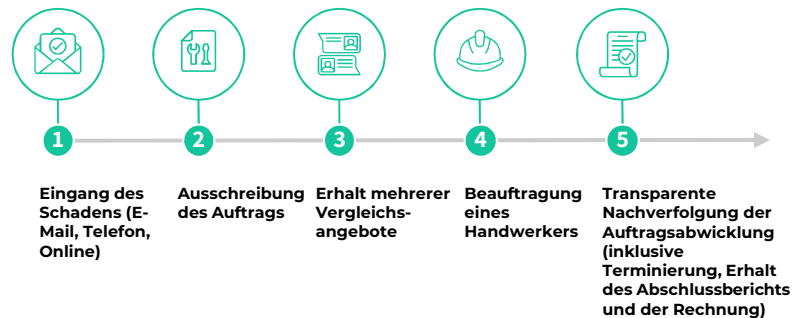 1
2
3
4
5
Eingang des
Schadens (E-
Mail, Telefon,
Online)
Ausschreibung
des Auftrags
Erhalt mehrerer
Vergleichs-
angebote
Beauftragung
eines
Handwerkers
Transparente
Nachverfolgung der
Auftragsabwicklung
(inklusive
Terminierung, Erhalt
des Abschlussberichts
und der Rechnung)